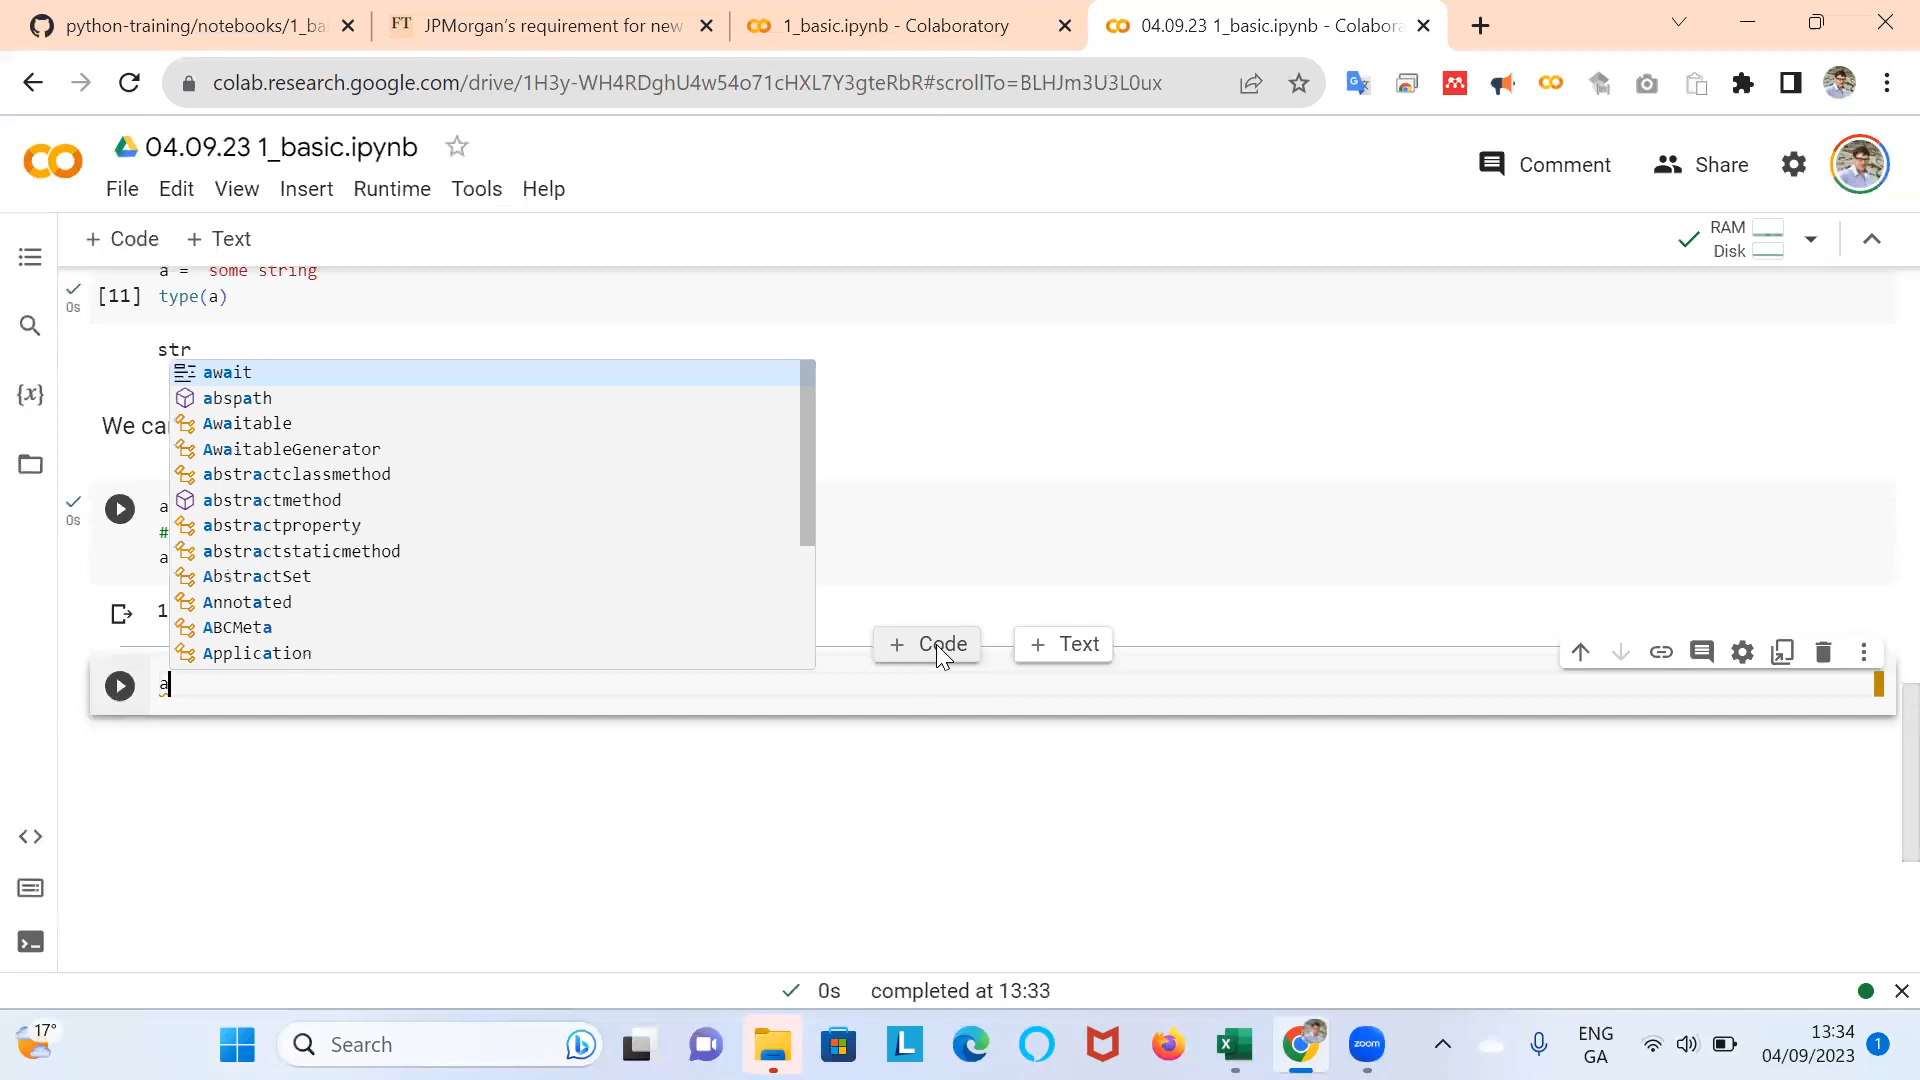 python-training/notebooks/1_ba
FT JPMorgan's requirement for new
1_basic.ipynb - Colaboratory
04.09.23 1_basic.ipynb - Colabora
colab.research.google.com/drive/1H3y-WH4RDghU4w54o71cHXL7Y3gteRbR#scrollTo=BLHJm3U3L0ux
04.09.23 1_basic.ipynb
File Edit View Insert Runtime Tools Help
Comment
Share
+ Code + Text
RAM
Disk
a = some string
0s [11] type(a)
str
await
abspath
Awaitable
AwaitableGenerator
abstractclassmethod
abstractmethod
abstractproperty
abstractstaticmethod
AbstractSet
Annotated
ABCMeta
Application
We ca
0s
a
#
a
1
+ Code + Text
a
0s completed at 13:33
17°
Search
L
zoom
ENG
GA
13:34
04/09/2023
1